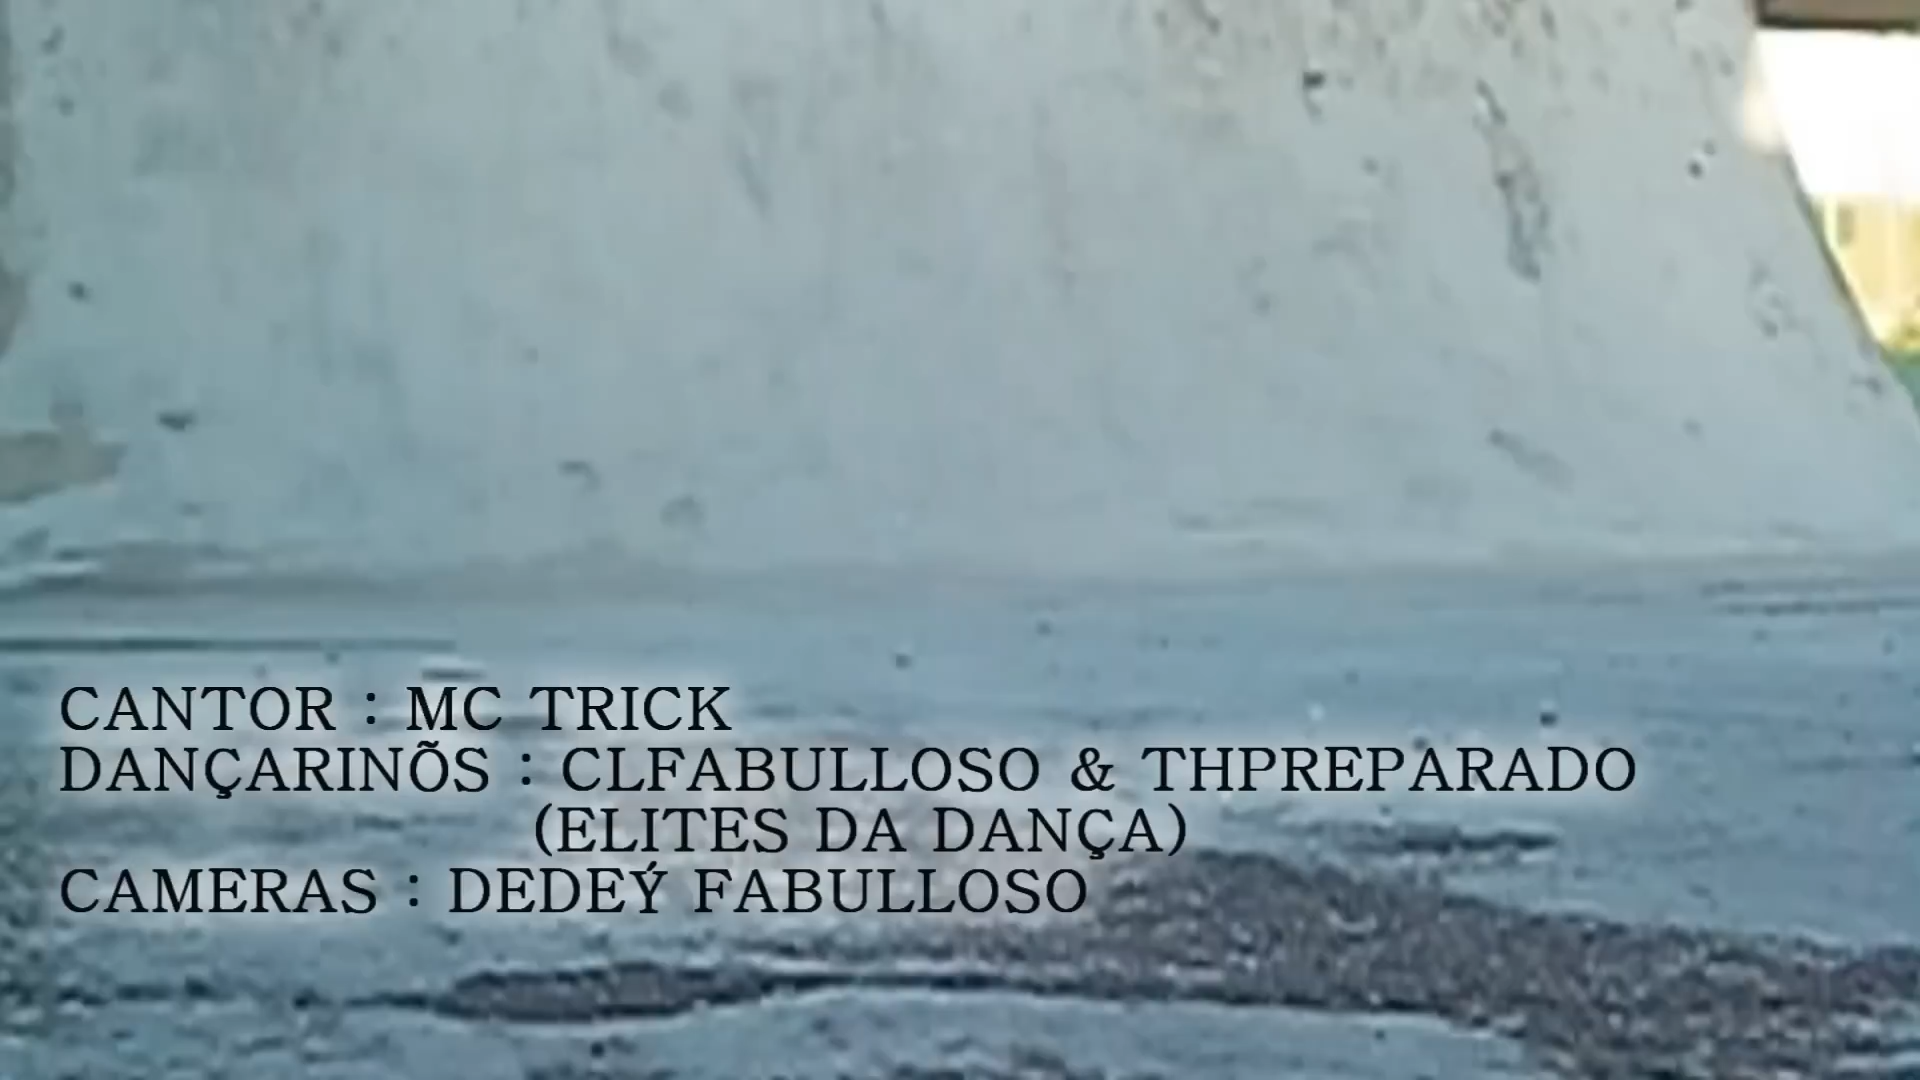 CANTOR : MC TRICK
DANÇARINÕS : CLFABULLOSO & THPREPARADO
(ELITES DA DANÇA)
CAMERAS : DEDEÝ FABULLOSO